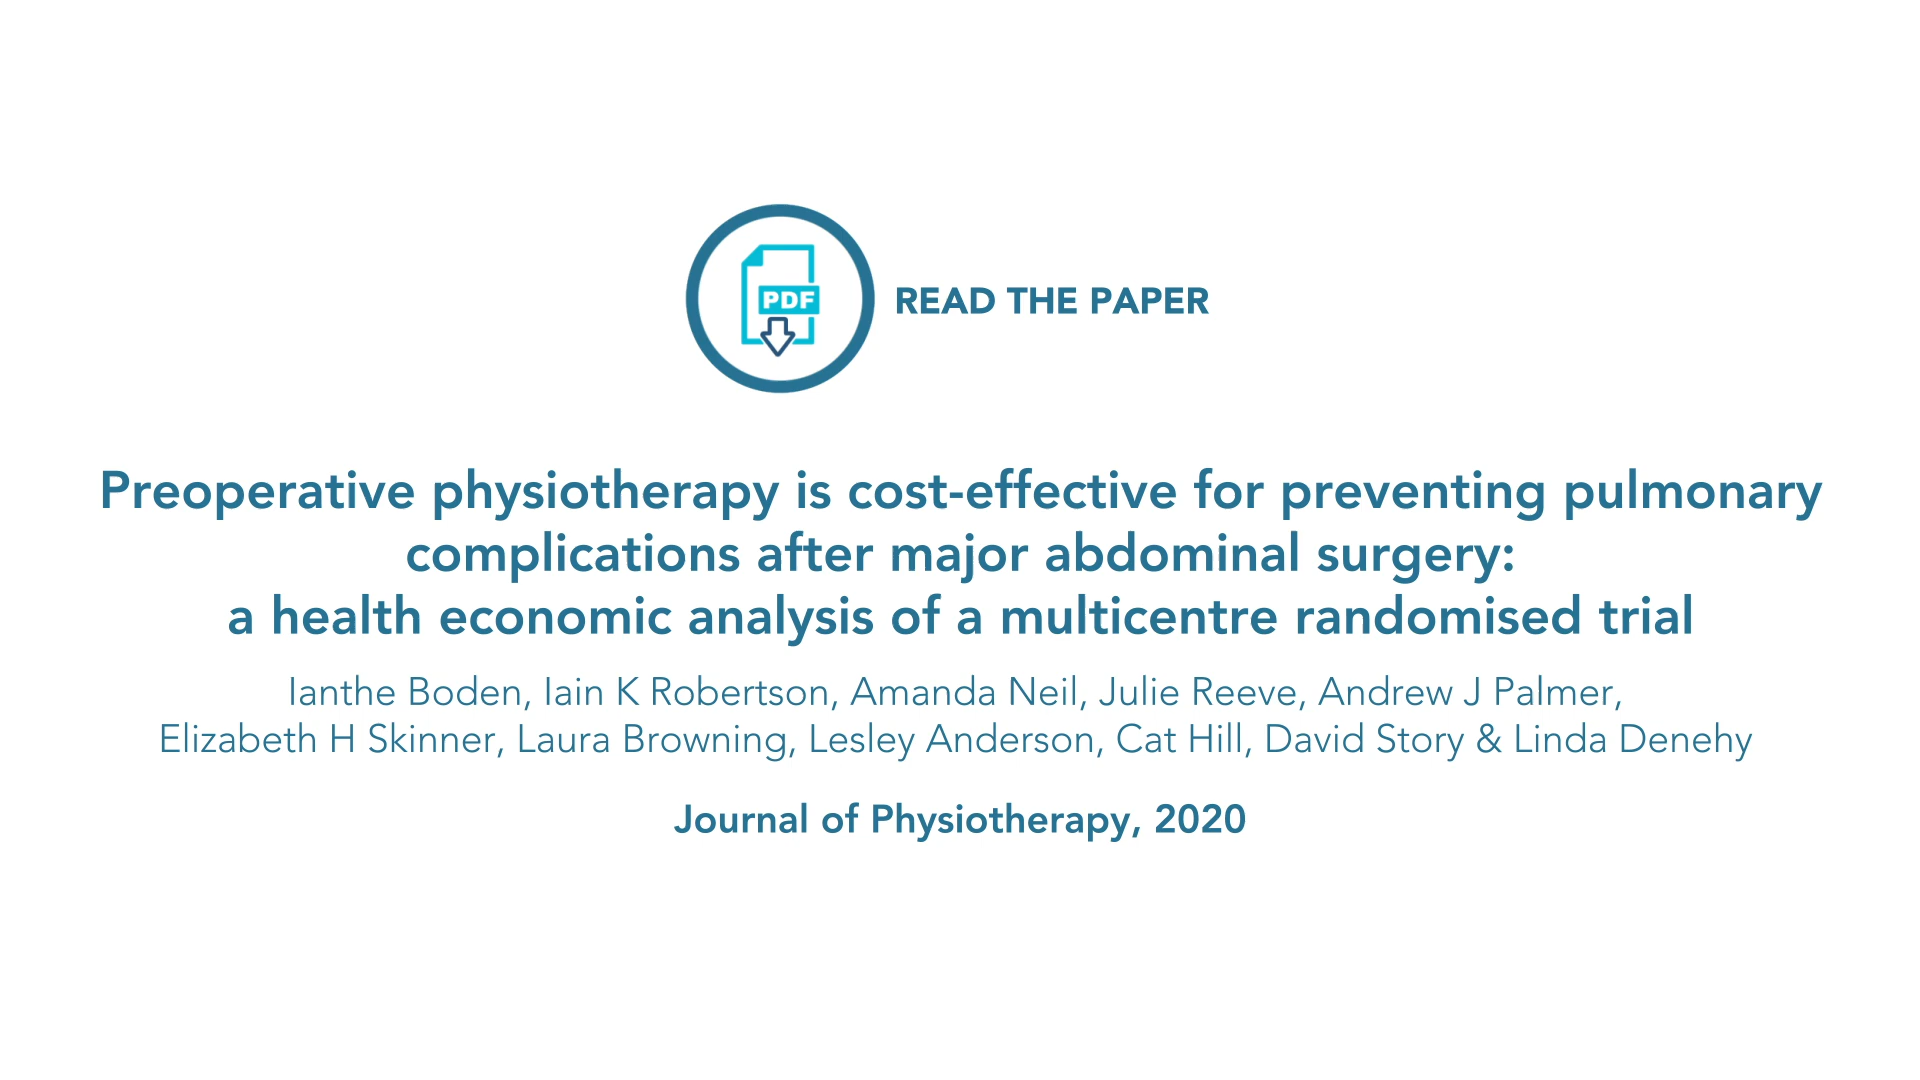 PDF
READ THE PAPER
Preoperative physiotherapy is cost-effective for preventing pulmonary
complications after major abdominal surgery:
a health economic analysis of a multicentre randomised trial
Ianthe Boden, Iain K Robertson, Amanda Neil, Julie Reeve, Andrew J Palmer,
Elizabeth H Skinner, Laura Browning, Lesley Anderson, Cat Hill, David Story & Linda Denehy
Journal of Physiotherapy, 2020